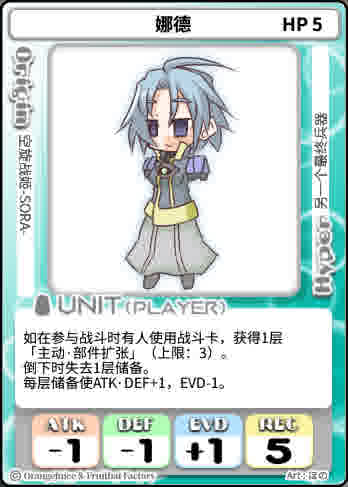 娜德 HP 5
Origin
空旋战姬-SORA-
Hyper
另一个最终兵器
UNIT(PLAYER)
如在参与战斗时有人使用战斗卡，获得1层
「主动·部件扩张」（上限：3）。
倒下时失去1层储备。
每层储备使ATK·DEF+1，EVD-1。
ATK DEF EVD REC
-1 -1 +1 5
© OrangeJuice & Fruitbat Factory Art : ほの